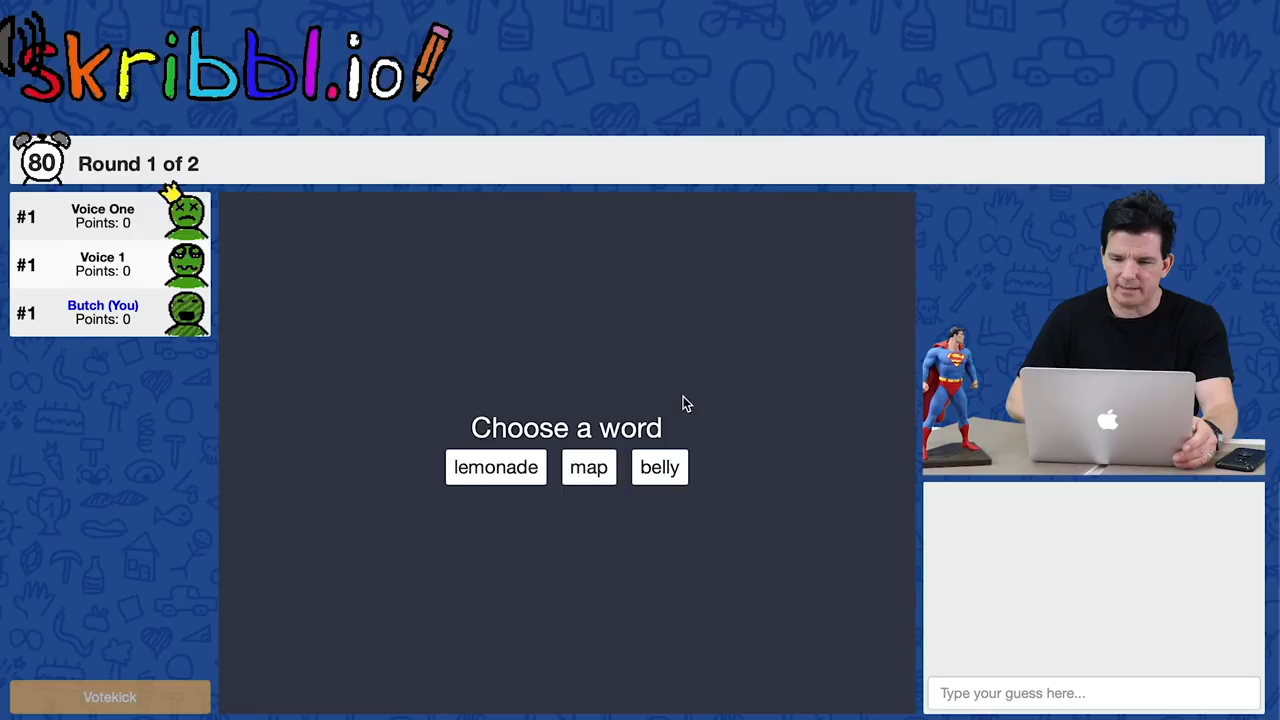 skribbl.io
80
Round 1 of 2
#1
Voice One
Points: 0
#1
Voice 1
Points: 0
#1
Butch (You)
Points: 0
Choose a word
lemonade map belly
Votekick
Type your guess here...